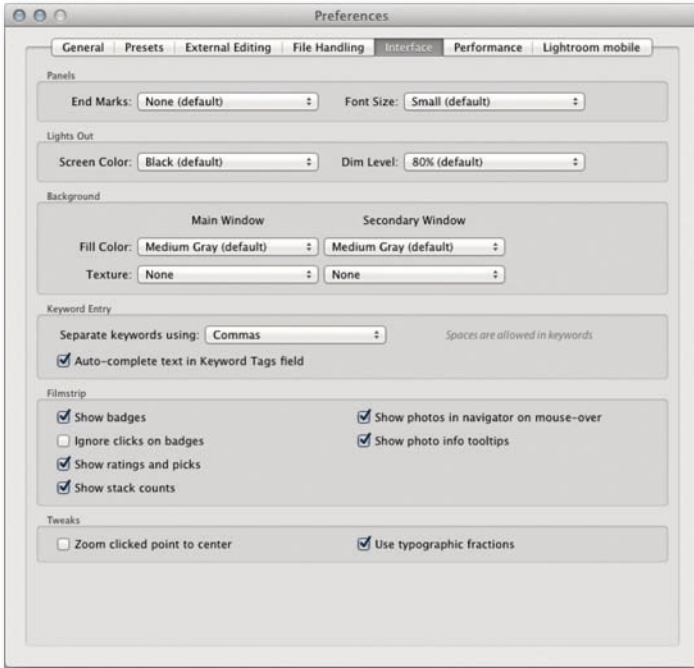 Preferences
General Presets External Editing File Handling Interface Performance Lightroom mobile
Panels
End Marks: None (default) Font Size: Small (default)
Lights Out
Screen Color: Black (default) Dim Level: 80% (default)
Background
Main Window Secondary Window
Fill Color: Medium Gray (default) Medium Gray (default)
Texture: None None
Keyword Entry
Separate keywords using: Commas Spaces are allowed in keywords
Auto-complete text in Keyword Tags field
Filmstrip
Show badges Show photos in navigator on mouse-over
Ignore clicks on badges Show photo info tooltips
Show ratings and picks
Show stack counts
Tweaks
Zoom clicked point to center Use typographic fractions